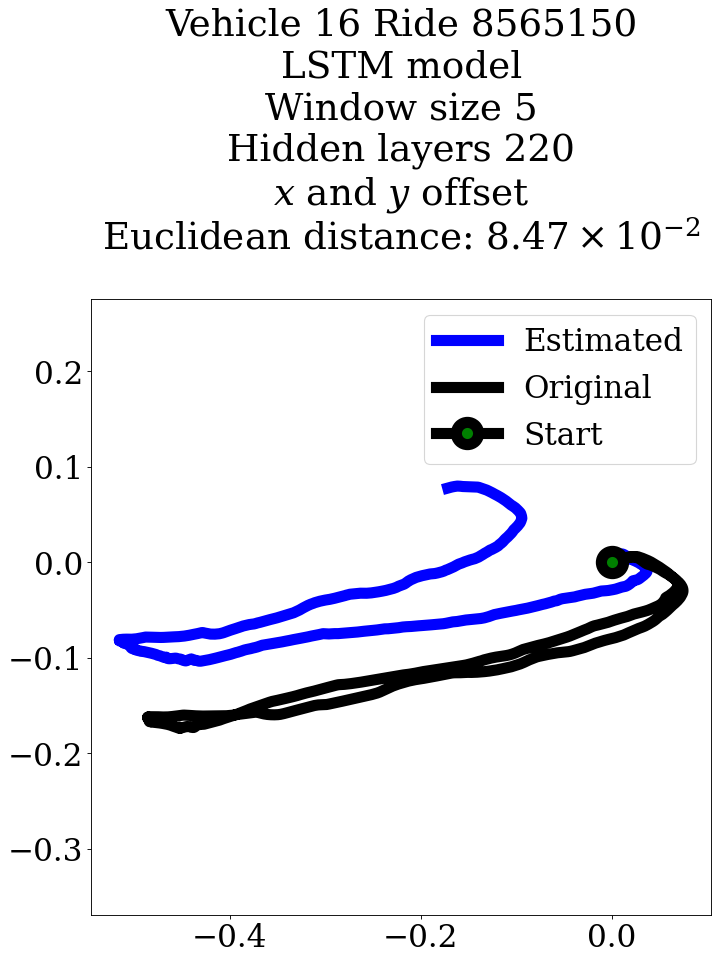 Vehicle 16 Ride 8565150
LSTM model
Window size 5
Hidden layers 220
x and y offset
Euclidean distance: 8.47 × 10⁻²
Estimated
Original
Start
0.2
0.1
0.0
−0.1
−0.2
−0.3
−0.4
−0.2
0.0